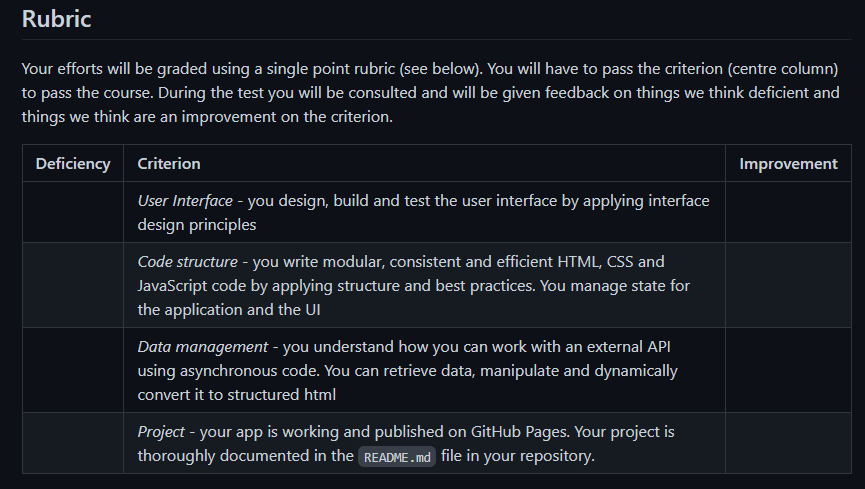 Rubric
Your efforts will be graded using a single point rubric (see below). You will have to pass the criterion (centre column)
to pass the course. During the test you will be consulted and will be given feedback on things we think deficient and
things we think are an improvement on the criterion.
Deficiency Criterion Improvement
User Interface - you design, build and test the user interface by applying interface
design principles
Code structure - you write modular, consistent and efficient HTML, CSS and
JavaScript code by applying structure and best practices. You manage state for
the application and the UI
Data management - you understand how you can work with an external API
using asynchronous code. You can retrieve data, manipulate and dynamically
convert it to structured html
Project - your app is working and published on GitHub Pages. Your project is
thoroughly documented in the README.md file in your repository.